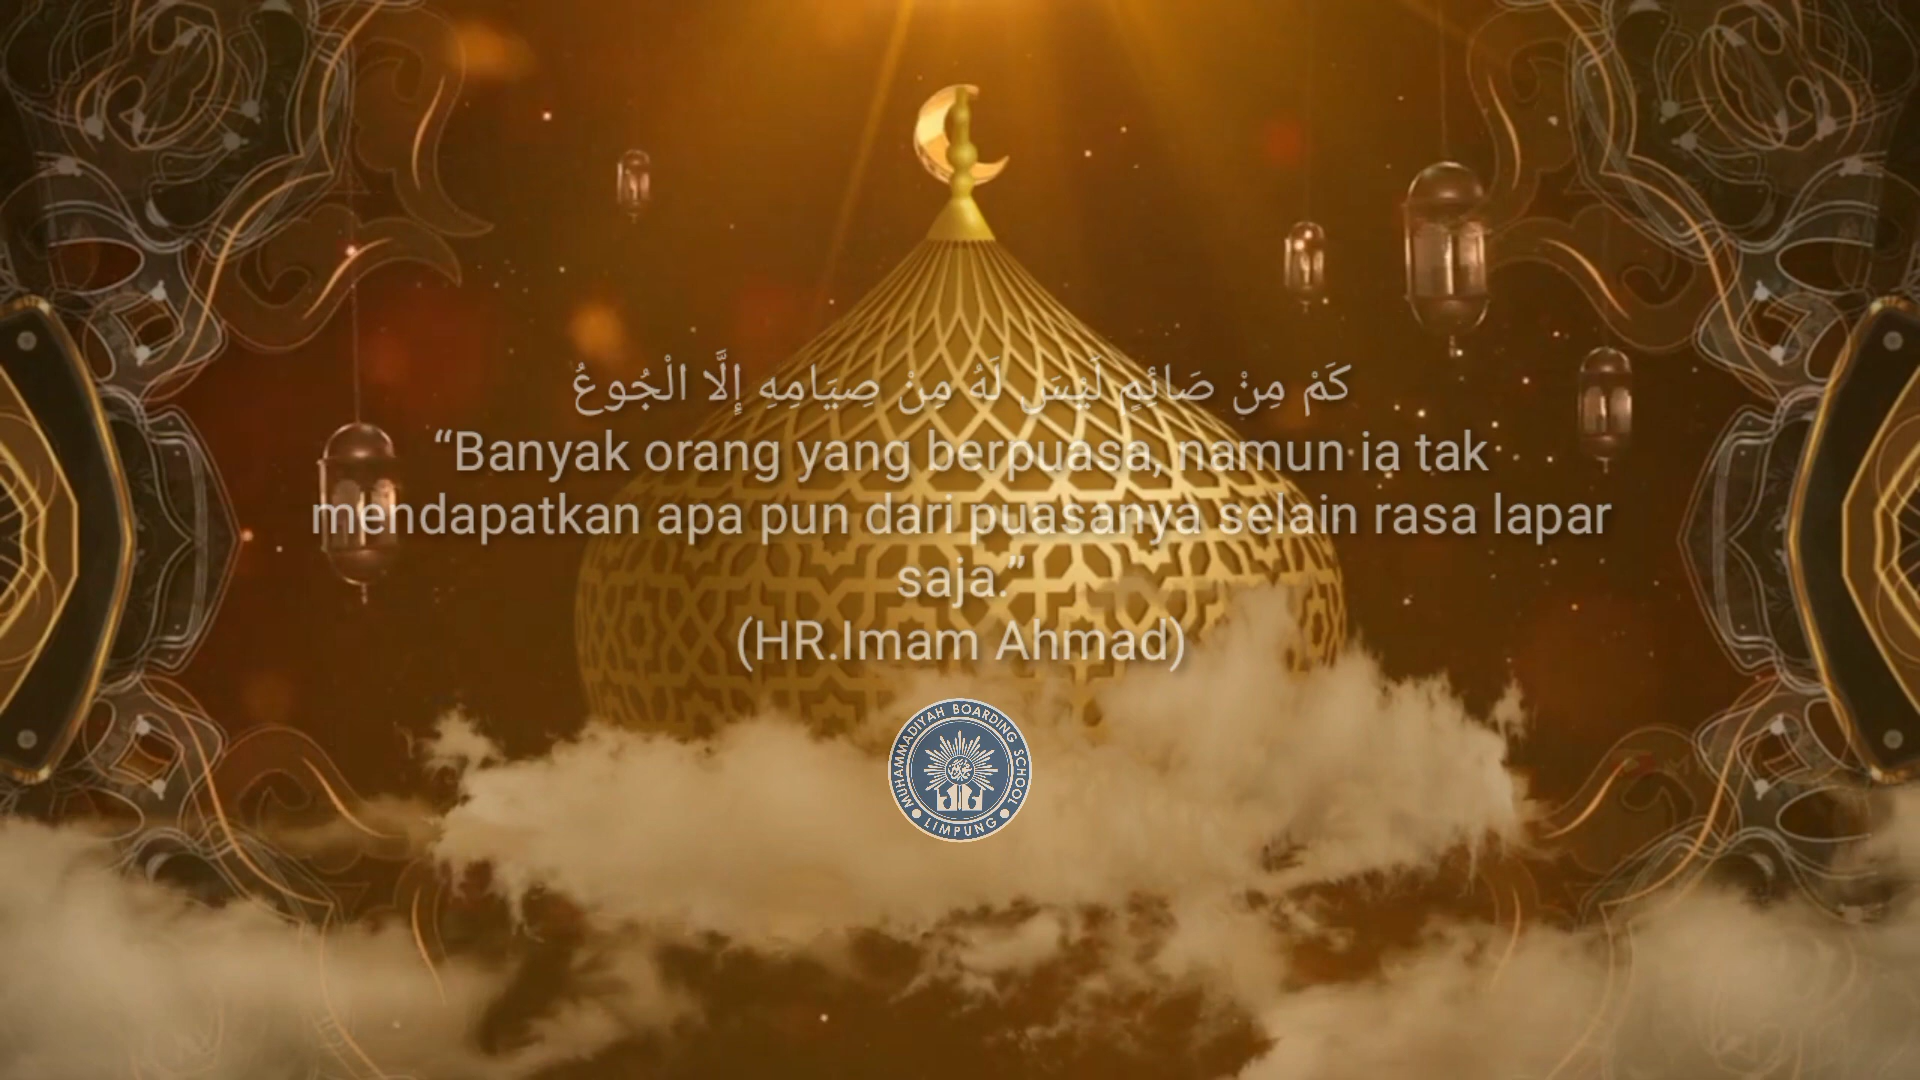 كَمْ مِنْ صَائِمٍ لَيْسَ لَهُ مِنْ صِيَامِهِ إِلَّا الْجُوعُ
“Banyak orang yang berpuasa, namun ia tak
mendapatkan apa pun dari puasanya selain rasa lapar
saja.”
(HR.Imam Ahmad)
MUHAMMADIYAH BOARDING SCHOOL
LIMPUNG